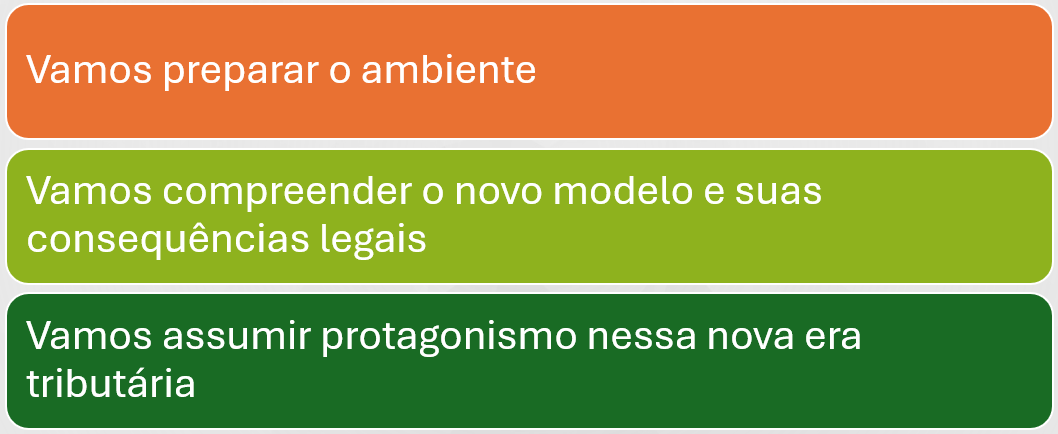 Vamos preparar o ambiente
Vamos compreender o novo modelo e suas
consequências legais
Vamos assumir protagonismo nessa nova era
tributária